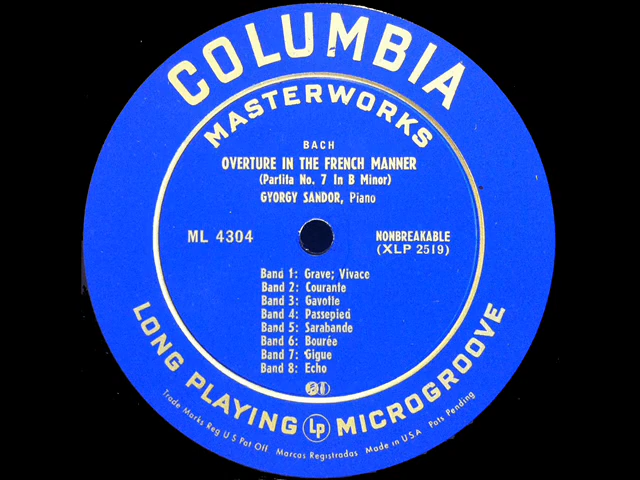 COLUMBIA
MASTERWORKS
BACH
OVERTURE IN THE FRENCH MANNER
(Partita No. 7 In B Minor)
GYORGY SANDOR, Piano
ML 4304
NONBREAKABLE
(XLP 2519)
Band 1: Grave; Vivace
Band 2: Courante
Band 3: Gavotte
Band 4: Passepied
Band 5: Sarabande
Band 6: Bourée
Band 7: Gigue
Band 8: Echo
LONG PLAYING Lp MICROGROOVE
Trade Marks Reg U S Pat Off. Marcas Registradas Made in U S A Pats Pending